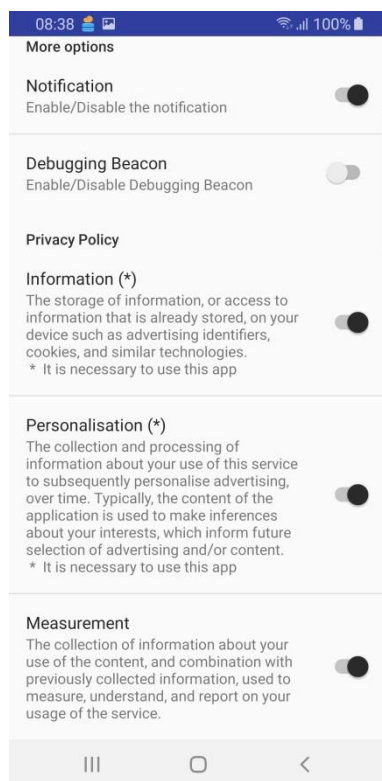 08:38 100%
More options
Notification
Enable/Disable the notification
Debugging Beacon
Enable/Disable Debugging Beacon
Privacy Policy
Information (*)
The storage of information, or access to
information that is already stored, on your
device such as advertising identifiers,
cookies, and similar technologies.
* It is necessary to use this app
Personalisation (*)
The collection and processing of
information about your use of this service
to subsequently personalise advertising,
over time. Typically, the content of the
application is used to make inferences
about your interests, which inform future
selection of advertising and/or content.
* It is necessary to use this app
Measurement
The collection of information about your
use of the content, and combination with
previously collected information, used to
measure, understand, and report on your
usage of the service.